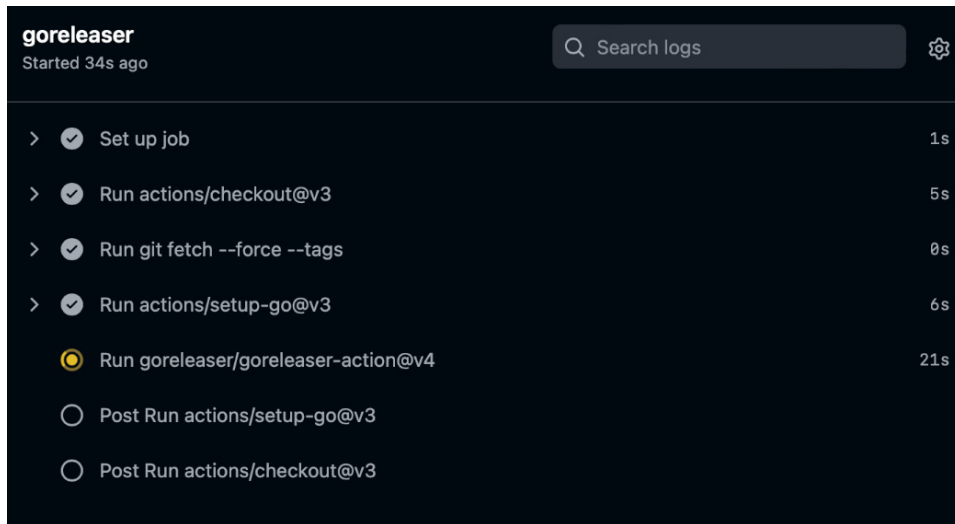 goreleaser
Started 34s ago
Search logs
Set up job 1s
Run actions/checkout@v3 5s
Run git fetch --force --tags 0s
Run actions/setup-go@v3 6s
Run goreleaser/goreleaser-action@v4 21s
Post Run actions/setup-go@v3
Post Run actions/checkout@v3